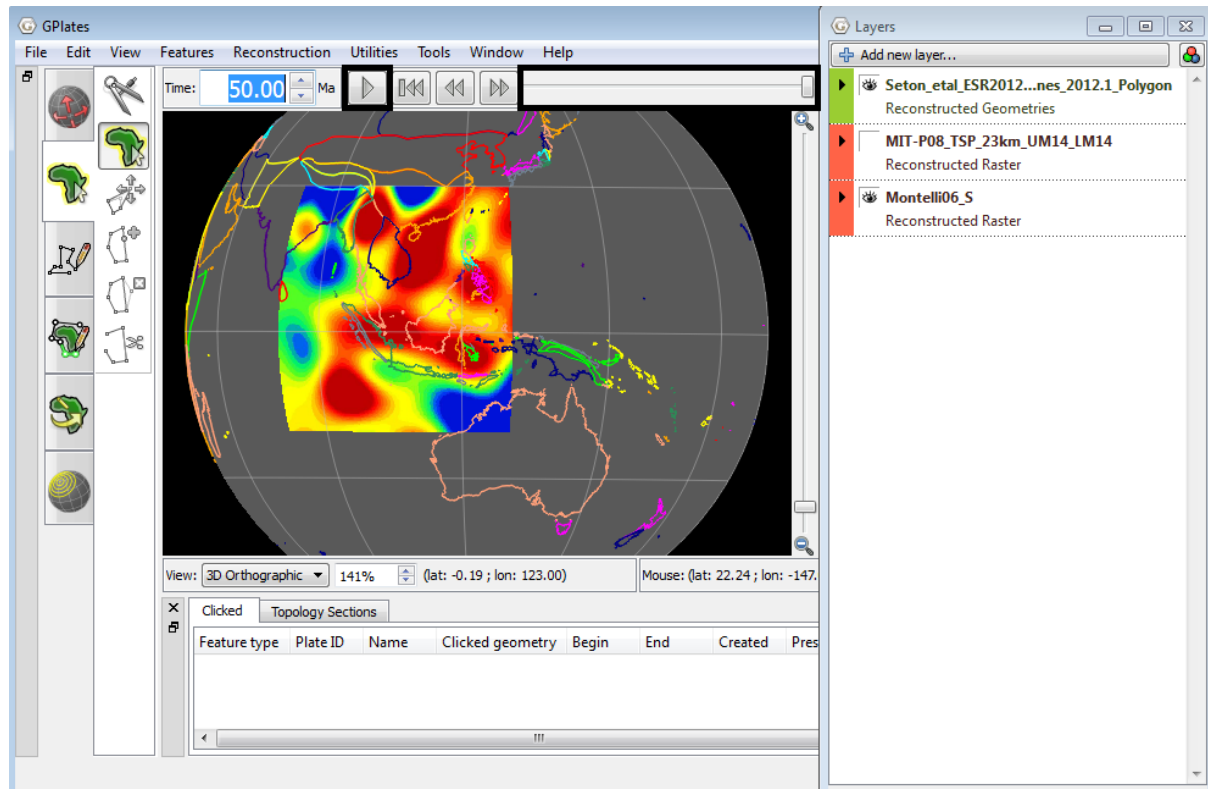 GPlates
File Edit View Features Reconstruction Utilities Tools Window Help
Time: 50.00 Ma
View: 3D Orthographic 141% (lat: -0.19 ; lon: 123.00) Mouse: (lat: 22.24 ; lon: -147.
Clicked Topology Sections
Feature type Plate ID Name Clicked geometry Begin End Created Pres
Layers
Add new layer...
Seton_etal_ESR2012...nes_2012.1_Polygon
Reconstructed Geometries
MIT-P08_TSP_23km_UM14_LM14
Reconstructed Raster
Montelli06_S
Reconstructed Raster